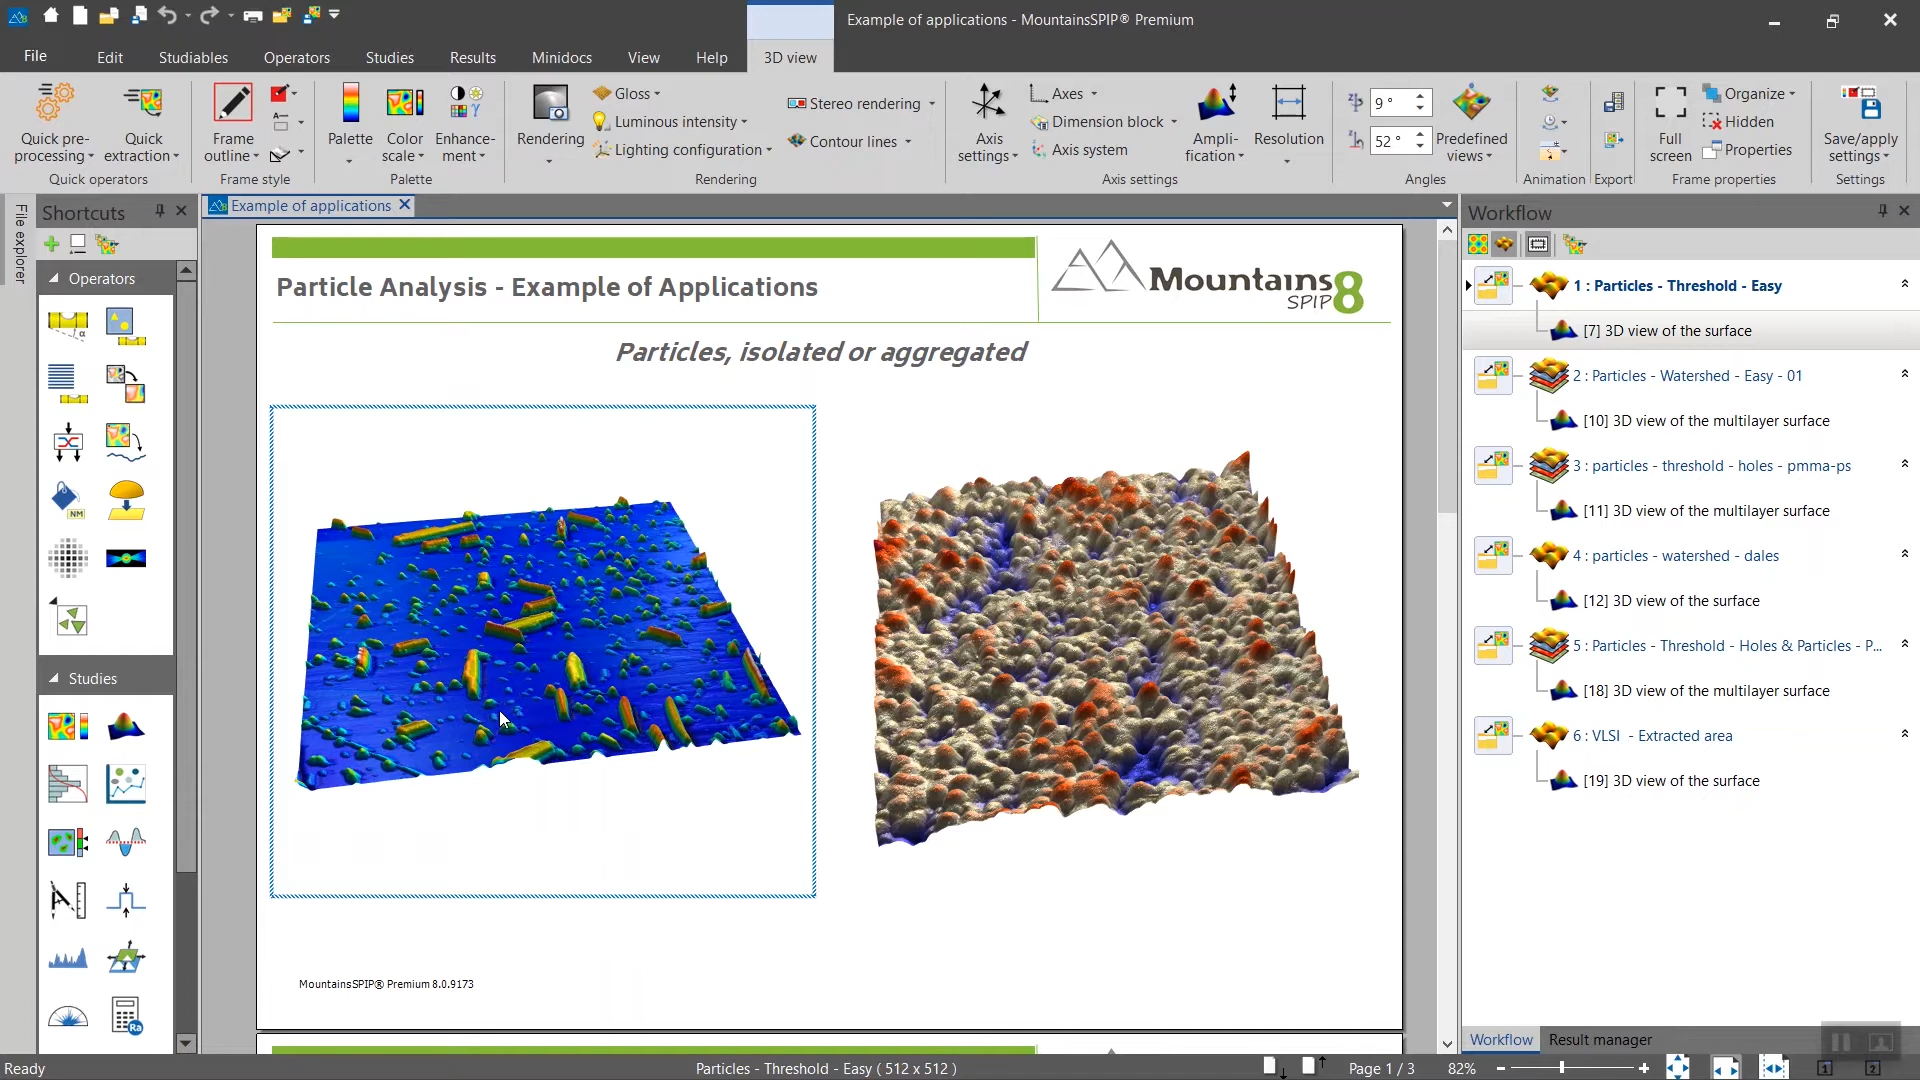 Example of applications - MountainsSPIP® Premium
File
Edit
Studiables
Operators
Studies
Results
Minidocs
View
Help
3D view
Quick pre-
processing
Quick
extraction
Quick operators
Frame
outline
Frame style
Palette
Color
scale
Enhance-
ment
Palette
Rendering
Gloss
Luminous intensity
Lighting configuration
Stereo rendering
Contour lines
Rendering
Axis
settings
Axes
Dimension block
Axis system
Ampli-
fication
Resolution
Axis settings
9 °
52 °
Predefined
views
Angles
Animation
Export
Full
screen
Organize
Hidden
Properties
Frame properties
Save/apply
settings
Settings
File explorer
Shortcuts
Operators
NM
Studies
Ra
Example of applications
Particle Analysis - Example of Applications
Mountains8
SPIP
Particles, isolated or aggregated
MountainsSPIP® Premium 8.0.9173
Workflow
1 : Particles - Threshold - Easy
[7] 3D view of the surface
2 : Particles - Watershed - Easy - 01
[10] 3D view of the multilayer surface
3 : particles - threshold - holes - pmma-ps
[11] 3D view of the multilayer surface
4 : particles - watershed - dales
[12] 3D view of the surface
5 : Particles - Threshold - Holes & Particles - P...
[18] 3D view of the multilayer surface
6 : VLSI - Extracted area
[19] 3D view of the surface
Workflow
Result manager
Ready
Particles - Threshold - Easy ( 512 x 512 )
Page 1 / 3
82%
1
2